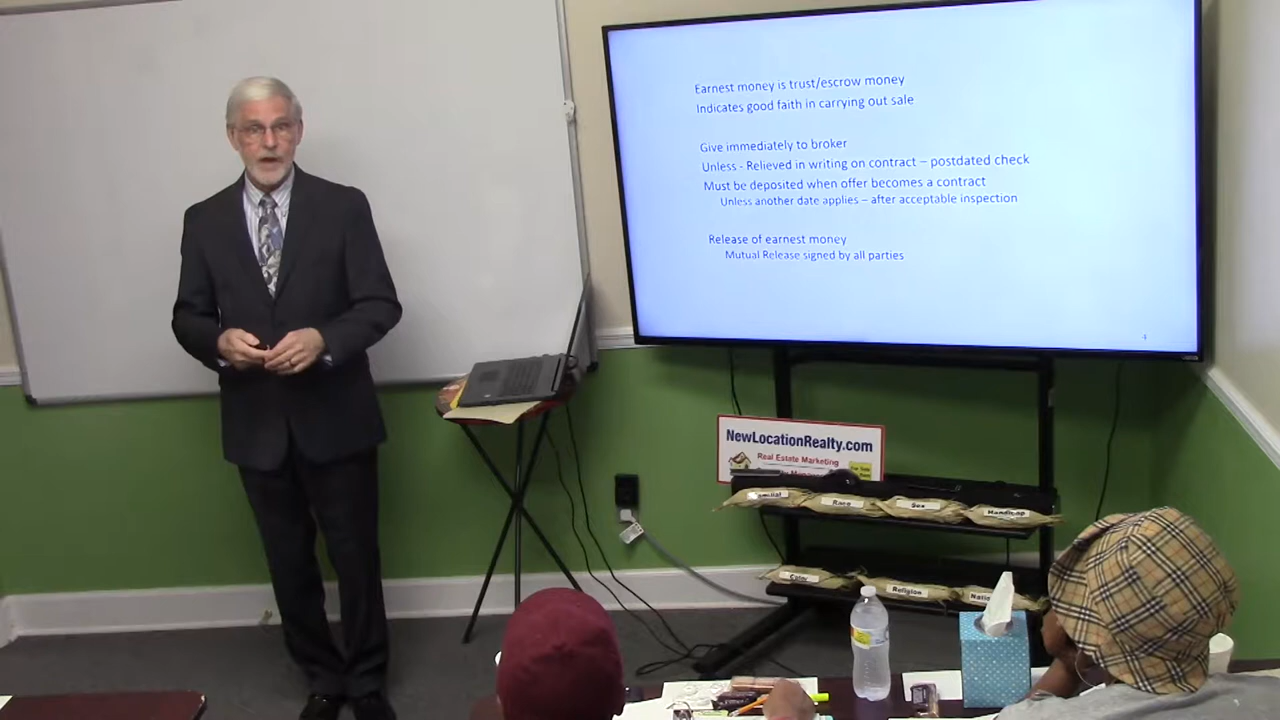 Earnest money is trust/escrow money
Indicates good faith in carrying out sale
Give immediately to broker
Unless - Relieved in writing on contract – postdated check
Must be deposited when offer becomes a contract
Unless another date applies – after acceptable inspection
Release of earnest money
Mutual Release signed by all parties
4
NewLocationRealty.com
Real Estate Marketing
Familial
Race
Sex
Handicap
Color
Religion